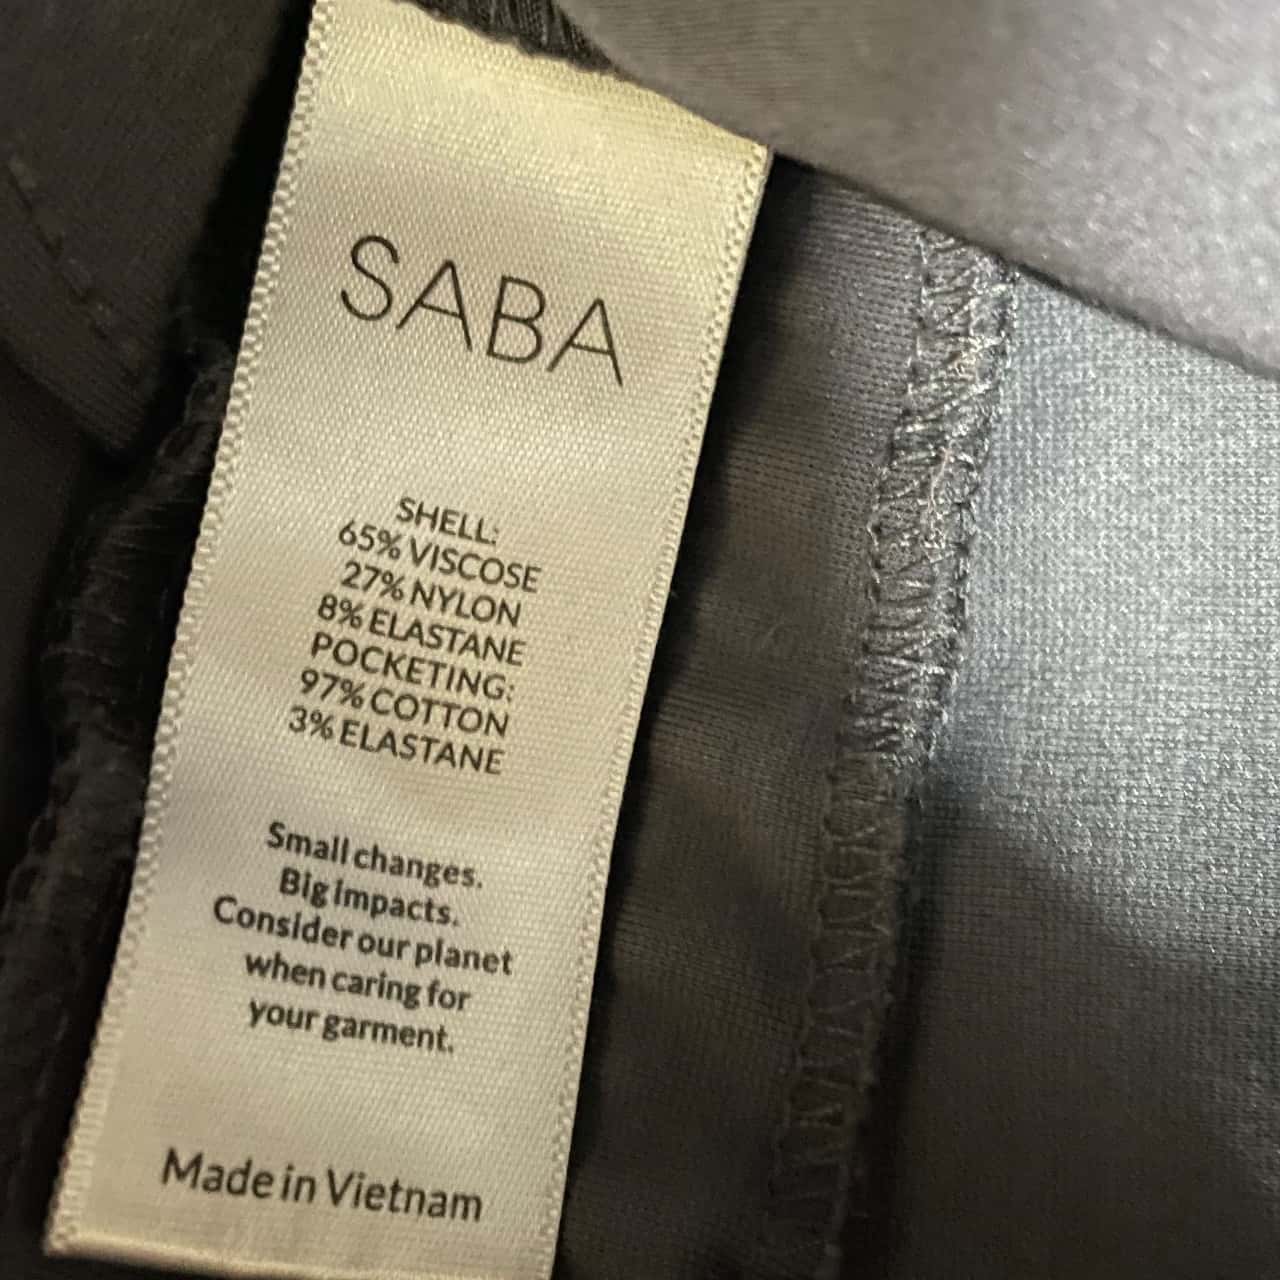 SABA
SHELL:
65% VISCOSE
27% NYLON
8% ELASTANE
POCKETING:
97% COTTON
3% ELASTANE
Small changes.
Big impacts.
Consider our planet
when caring for
your garment.
Made in Vietnam